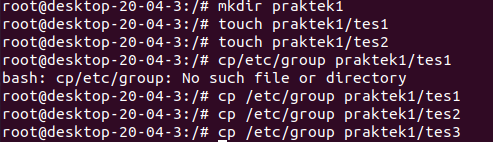 root@desktop-20-04-3:/# mkdir praktek1
root@desktop-20-04-3:/# touch praktek1/tes1
root@desktop-20-04-3:/# touch praktek1/tes2
root@desktop-20-04-3:/# cp/etc/group praktek1/tes1
bash: cp/etc/group: No such file or directory
root@desktop-20-04-3:/# cp /etc/group praktek1/tes1
root@desktop-20-04-3:/# cp /etc/group praktek1/tes2
root@desktop-20-04-3:/# cp /etc/group praktek1/tes3